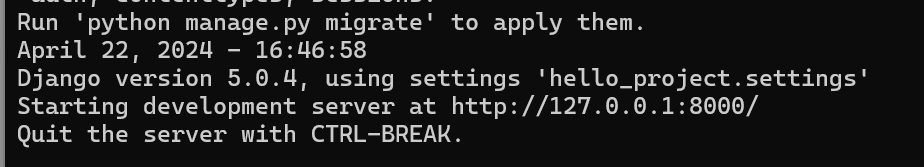 Run 'python manage.py migrate' to apply them.
April 22, 2024 - 16:46:58
Django version 5.0.4, using settings 'hello_project.settings'
Starting development server at http://127.0.0.1:8000/
Quit the server with CTRL-BREAK.